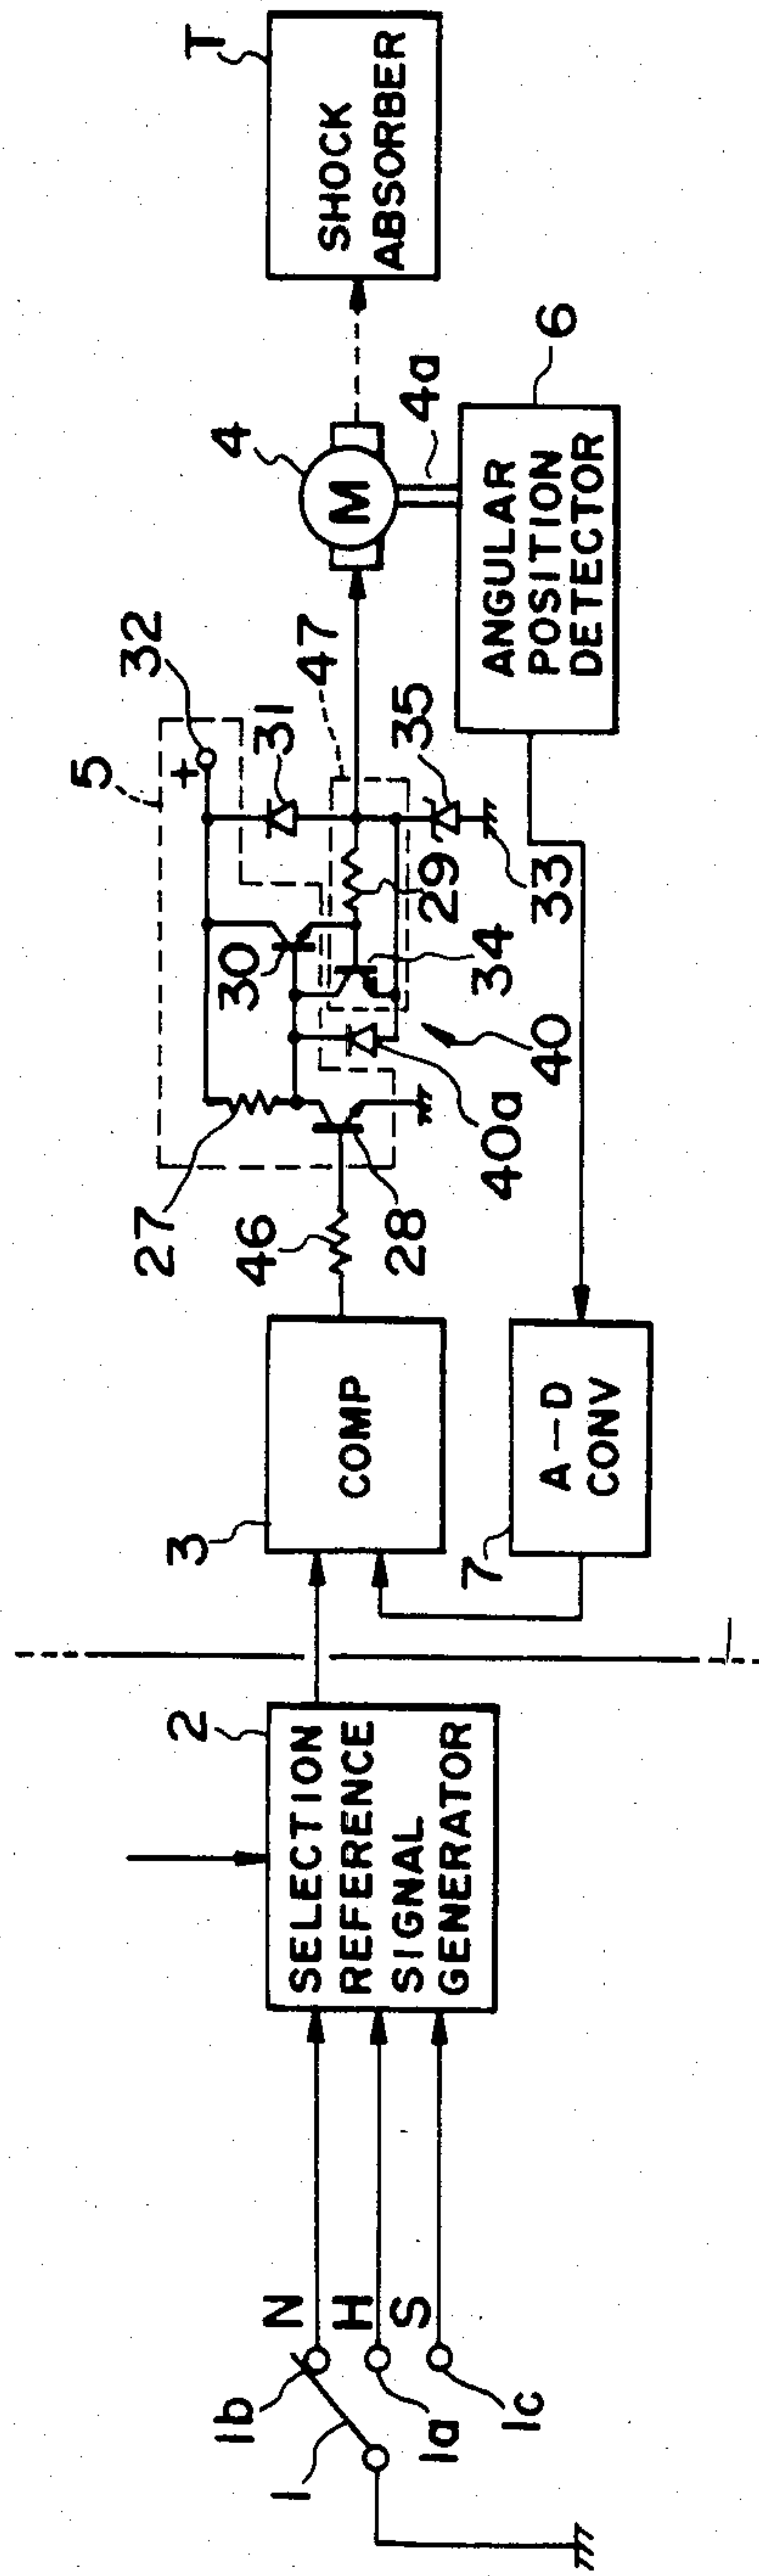 1
1b
1a
1c
N
H
S
2
SELECTION
REFERENCE
SIGNAL
GENERATOR
3
COMP
7
A-D
CONV
46
27
28
5
+
32
30
31
40a
40
34
29
47
35
33
4
M
4a
6
ANGULAR
POSITION
DETECTOR
T
SHOCK
ABSORBER